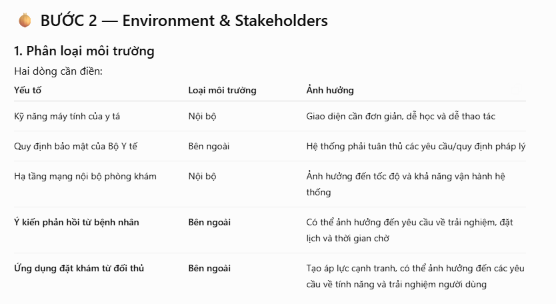 BƯỚC 2 — Environment & Stakeholders
1. Phân loại môi trường
Hai dòng cần điền:
Yếu tố Loại môi trường Ảnh hưởng
Kỹ năng máy tính của y tá Nội bộ Giao diện cần đơn giản, dễ học và dễ thao tác
Quy định bảo mật của Bộ Y tế Bên ngoài Hệ thống phải tuân thủ các yêu cầu/quy định pháp lý
Hạ tầng mạng nội bộ phòng khám Nội bộ Ảnh hưởng đến tốc độ và khả năng vận hành hệ
thống
Ý kiến phản hồi từ bệnh nhân Bên ngoài Có thể ảnh hưởng đến yêu cầu về trải nghiệm, đặt
lịch và thời gian chờ
Ứng dụng đặt khám từ đối thủ Bên ngoài Tạo áp lực cạnh tranh, có thể ảnh hưởng đến các yêu
cầu về tính năng và trải nghiệm người dùng